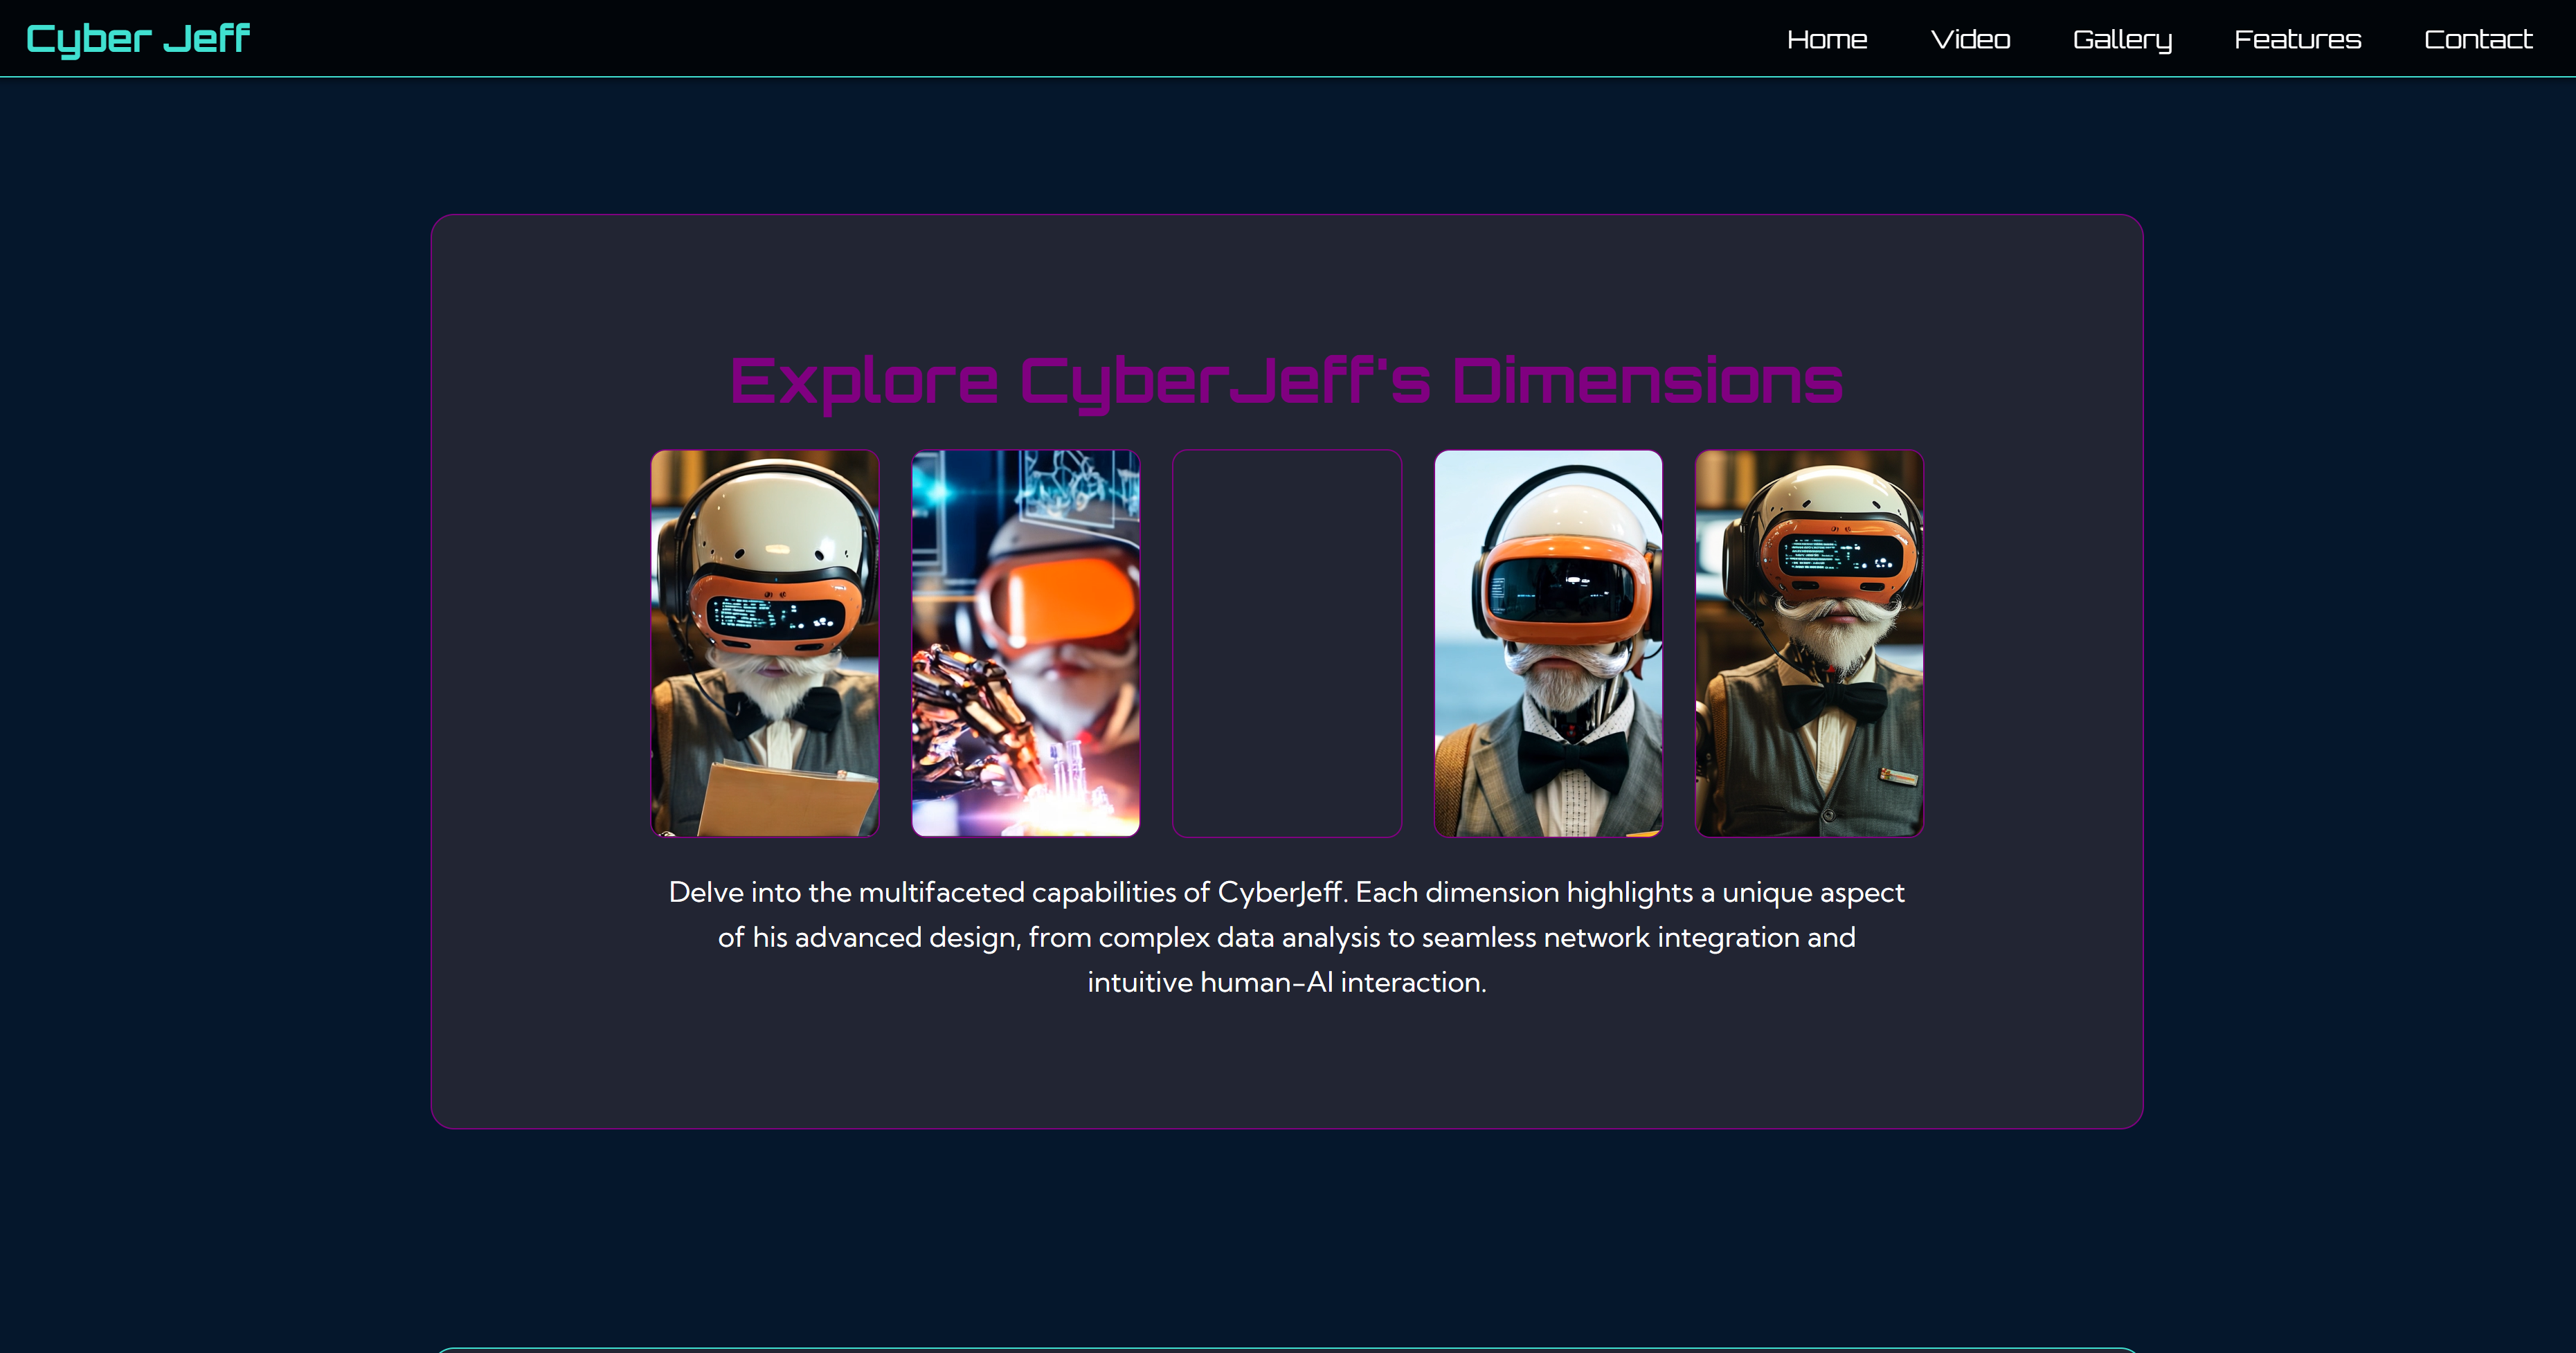 Cyber Jeff
Home Video Gallery Features Contact
Explore CyberJeff's Dimensions
Delve into the multifaceted capabilities of CyberJeff. Each dimension highlights a unique aspect
of his advanced design, from complex data analysis to seamless network integration and
intuitive human-AI interaction.